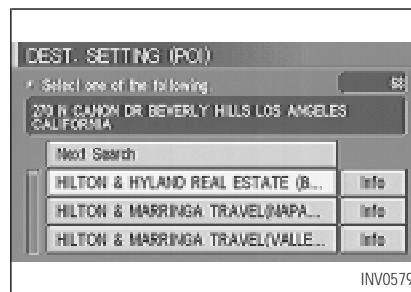 DEST. SETTING (POI)
Select one of the following.
270 N CANON DR BEVERLY HILLS LOS ANGELES
CALIFORNIA
Next Search
HILTON & HYLAND REAL ESTATE (B... Info
HILTON & MARRINGA TRAVEL(NAPA... Info
HILTON & MARRINGA TRAVEL(VALLE... Info
INV0579